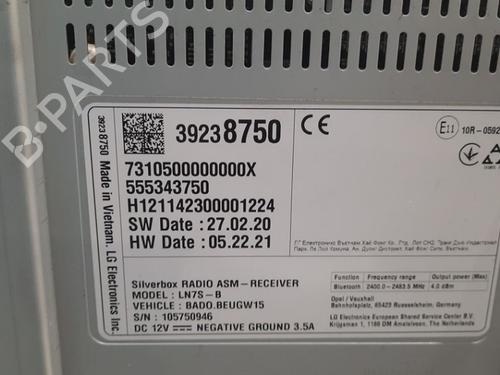 B-PARTS
39238750
39238750 Made in Vietnam. LG Electronics Inc.
7310500000000X
555343750
H121142300001224
SW Date : 27.02.20
HW Date : 05.22.21
E11 10R-0592
Silverbox RADIO ASM-RECEIVER
MODEL : LN7S-B
VEHICLE : BADO.BEUGW15
S/N : 105750946
DC 12V NEGATIVE GROUND 3.5A
Function Frequency (range) Output power (Max)
Bluetooth 2400.0~2483.5 MHz 4.0 dBm
Opel / Vauxhall
Bahnhofsplatz, 65423 Ruesselsheim, Germany
LG Electronics European Shared Service Center B.
Krijgsman 1, 1186 DM Amstelveen, The Netherlands